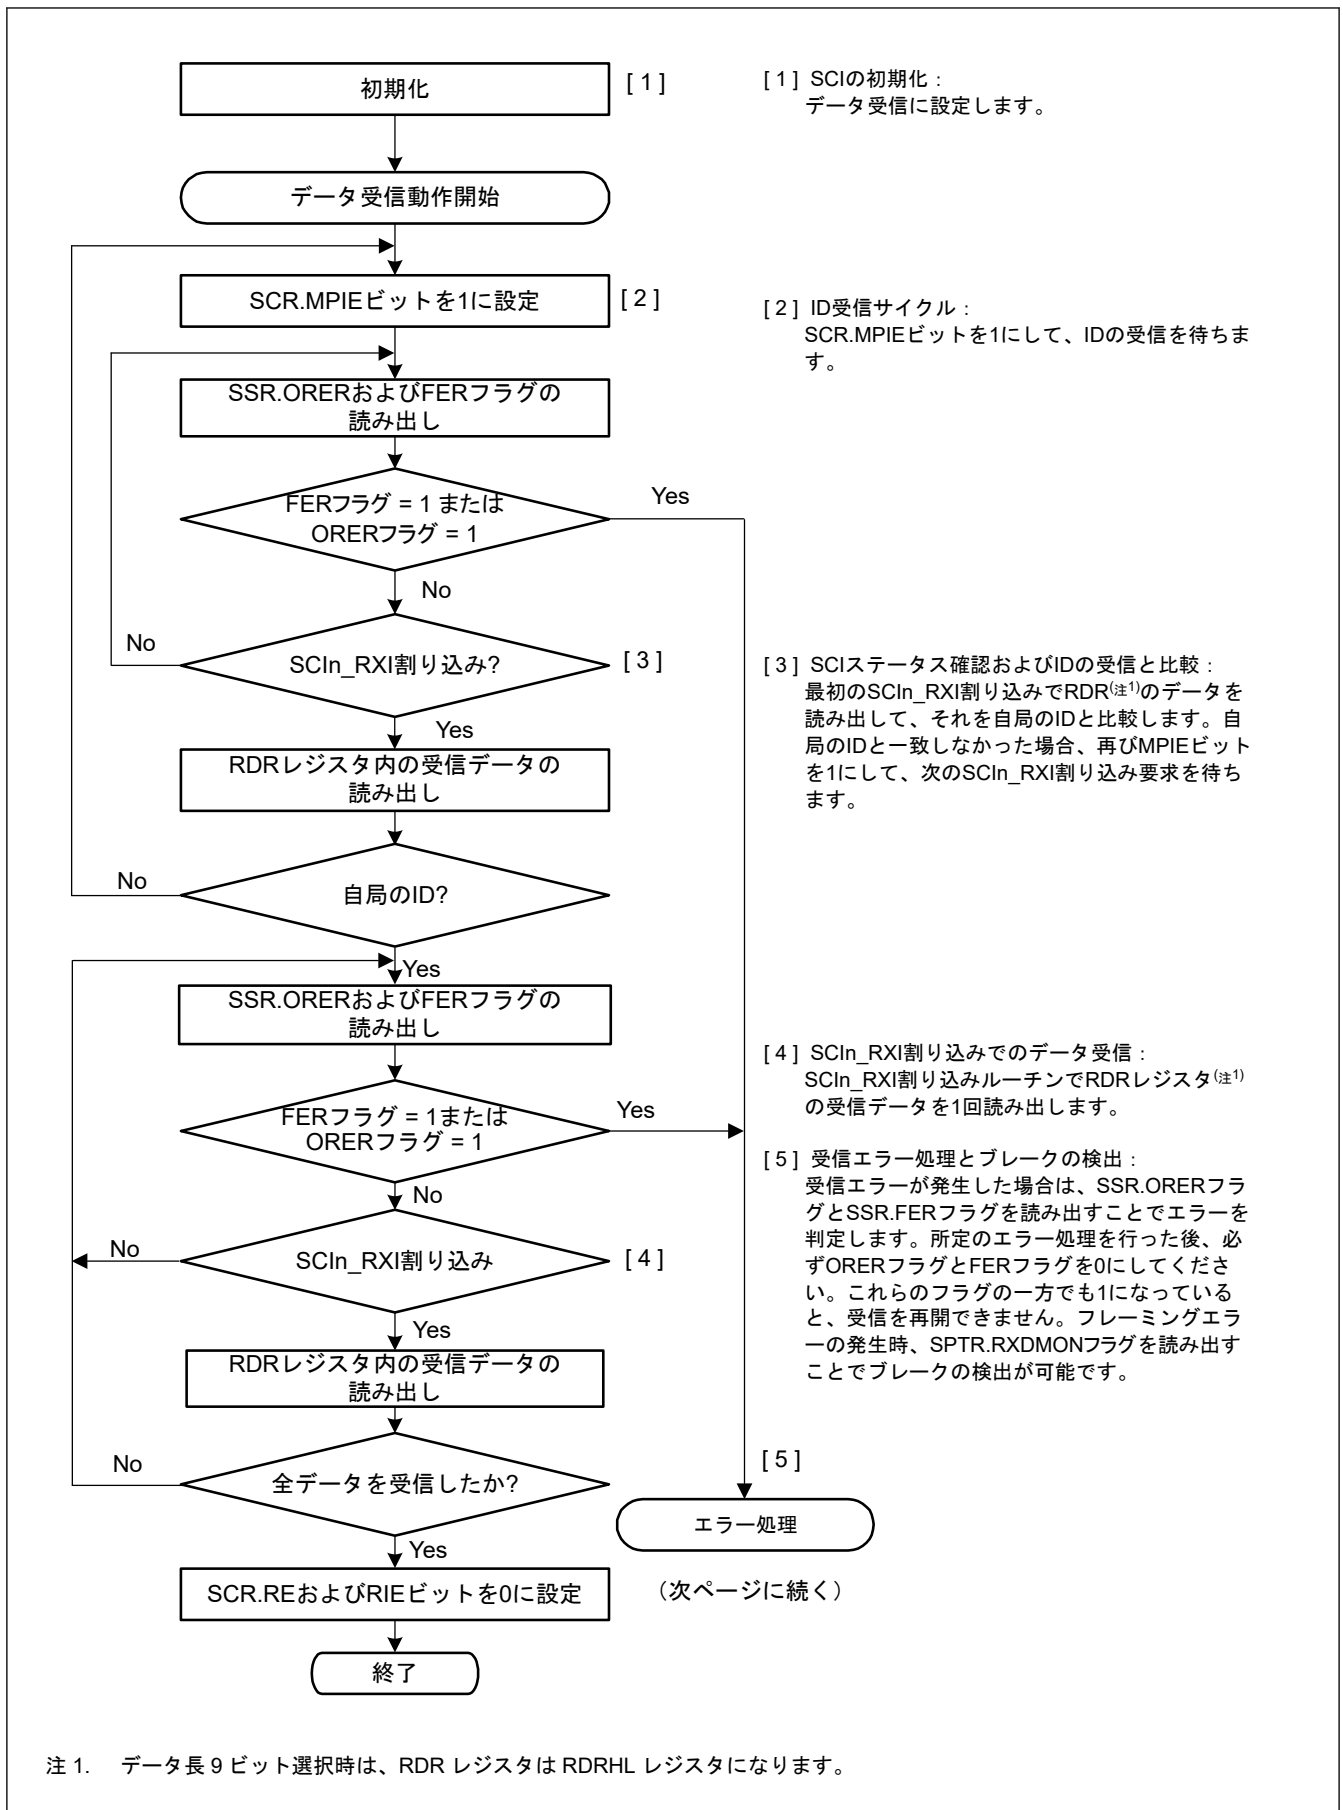 初期化
[ 1 ]
[ 1 ] SCIの初期化：
データ受信に設定します。
データ受信動作開始
SCR.MPIEビットを1に設定
[ 2 ]
[ 2 ] ID受信サイクル：
SCR.MPIEビットを1にして、IDの受信を待ちま
す。
SSR.ORERおよびFERフラグの
読み出し
FERフラグ = 1 または
ORERフラグ = 1
Yes
No
No
SCIn_RXI割り込み?
[ 3 ]
[ 3 ] SCIステータス確認およびIDの受信と比較：
最初のSCIn_RXI割り込みでRDR(注1)のデータを
読み出して、それを自局のIDと比較します。自
局のIDと一致しなかった場合、再びMPIEビット
を1にして、次のSCIn_RXI割り込み要求を待ち
ます。
Yes
RDRレジスタ内の受信データの
読み出し
No
自局のID?
Yes
SSR.ORERおよびFERフラグの
読み出し
FERフラグ = 1または
ORERフラグ = 1
Yes
[ 4 ] SCIn_RXI割り込みでのデータ受信：
SCIn_RXI割り込みルーチンでRDRレジスタ(注1)
の受信データを1回読み出します。
No
No
SCIn_RXI割り込み
[ 4 ]
[ 5 ] 受信エラー処理とブレークの検出：
受信エラーが発生した場合は、SSR.ORERフラ
グとSSR.FERフラグを読み出すことでエラーを
判定します。所定のエラー処理を行った後、必
ずORERフラグとFERフラグを0にしてくださ
い。これらのフラグの一方でも1になっている
と、受信を再開できません。フレーミングエラ
ーの発生時、SPTR.RXDMONフラグを読み出す
ことでブレークの検出が可能です。
Yes
RDRレジスタ内の受信データの
読み出し
No
全データを受信したか?
[ 5 ]
エラー処理
Yes
SCR.REおよびRIEビットを0に設定
（次ページに続く）
終了
注 1. データ長 9 ビット選択時は、RDR レジスタは RDRHL レジスタになります。